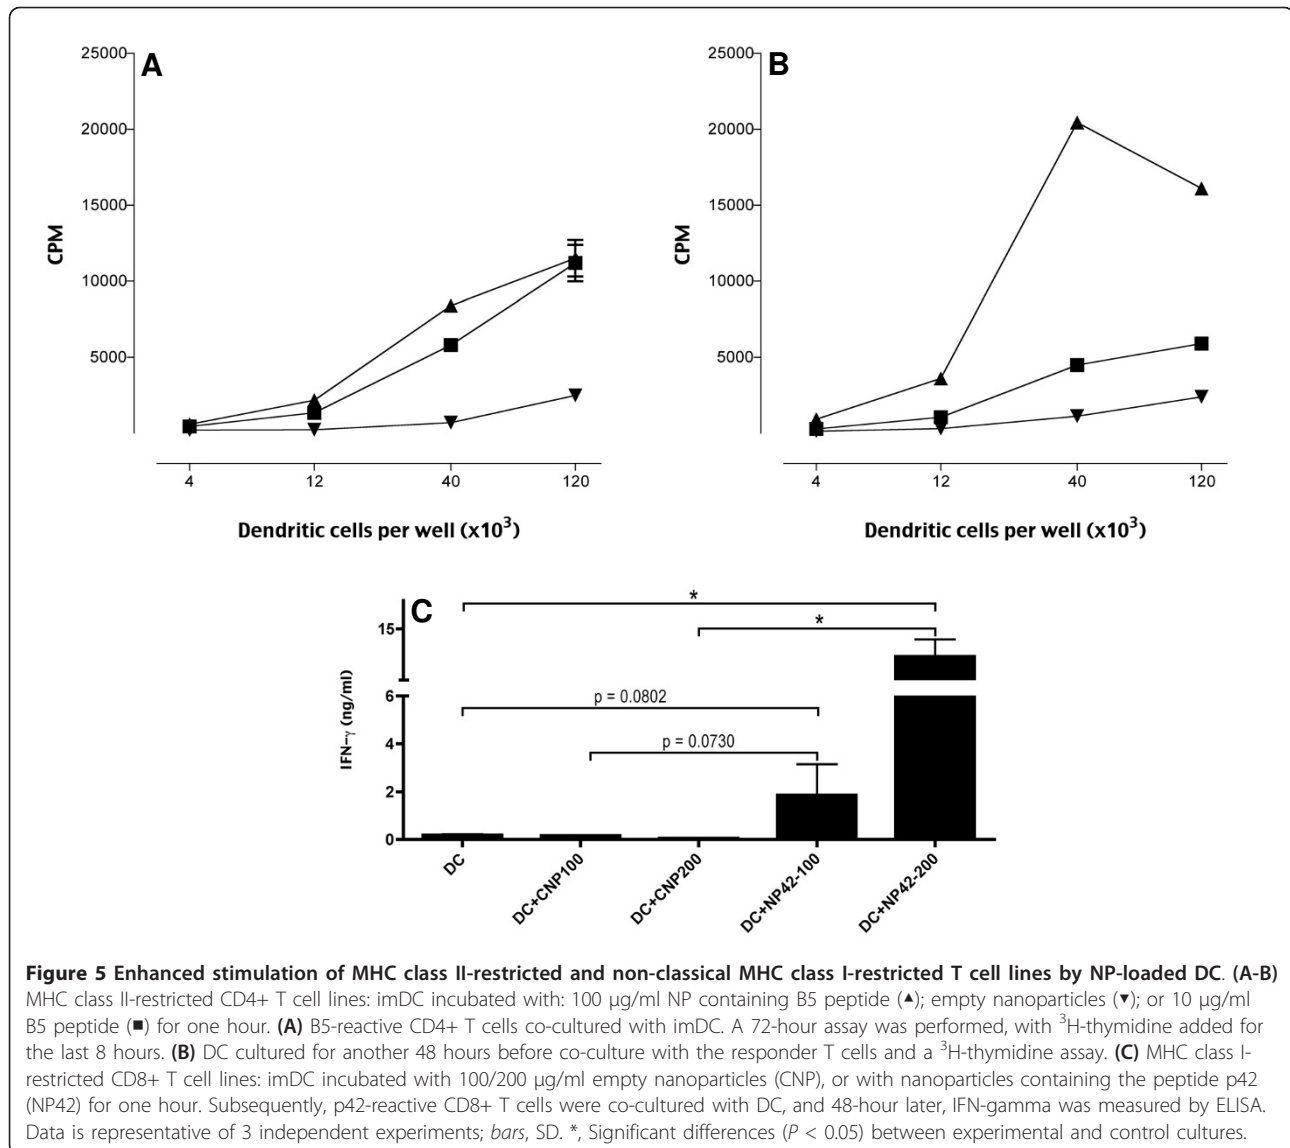 25000
20000
15000
10000
5000
CPM
A
4 12 40 120
Dendritic cells per well (x10³)
25000
20000
15000
10000
5000
CPM
B
4 12 40 120
Dendritic cells per well (x10³)
C
15
6
4
2
0
IFN-γ (ng/ml)
*
*
p = 0.0802
p = 0.0730
DC
DC+CNP100
DC+CNP200
DC+NP42-100
DC+NP42-200
Figure 5 Enhanced stimulation of MHC class II-restricted and non-classical MHC class I-restricted T cell lines by NP-loaded DC. (A-B)
MHC class II-restricted CD4+ T cell lines: imDC incubated with: 100 μg/ml NP containing B5 peptide (▲); empty nanoparticles (▼); or 10 μg/ml
B5 peptide (■) for one hour. (A) B5-reactive CD4+ T cells co-cultured with imDC. A 72-hour assay was performed, with ³H-thymidine added for
the last 8 hours. (B) DC cultured for another 48 hours before co-culture with the responder T cells and a ³H-thymidine assay. (C) MHC class I-
restricted CD8+ T cell lines: imDC incubated with 100/200 μg/ml empty nanoparticles (CNP), or with nanoparticles containing the peptide p42
(NP42) for one hour. Subsequently, p42-reactive CD8+ T cells were co-cultured with DC, and 48-hour later, IFN-gamma was measured by ELISA.
Data is representative of 3 independent experiments; bars, SD. *, Significant differences (P < 0.05) between experimental and control cultures.